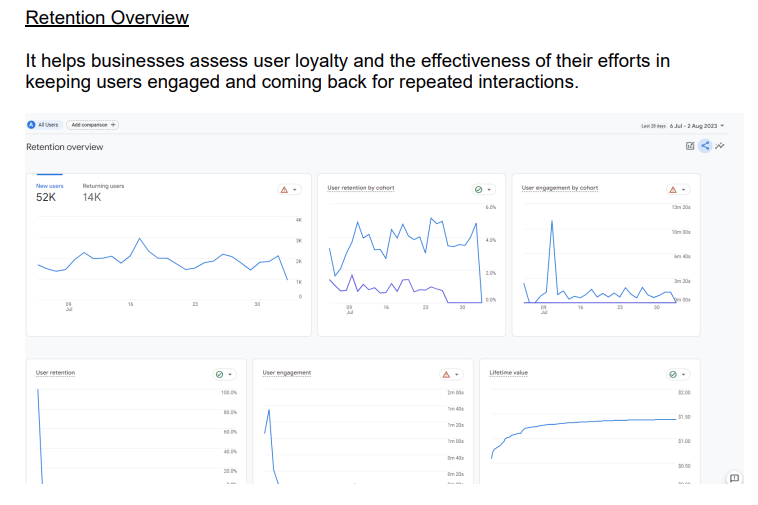 Retention Overview
It helps businesses assess user loyalty and the effectiveness of their efforts in
keeping users engaged and coming back for repeated interactions.
A All Users Add comparison + Last 28 days 6 Jul - 2 Aug 2023
Retention overview
New users Returning users
52K 14K
4K
3K
2K
1K
0
09 16 23 30
Jul
User retention by cohort
6.0%
4.0%
2.0%
0.0%
09 16 23 30
Jul
User engagement by cohort
13m 20s
10m 00s
6m 40s
3m 20s
0m 00s
09 16 23 30
Jul
User retention
100.0%
80.0%
60.0%
40.0%
20.0%
User engagement
2m 00s
1m 40s
1m 20s
1m 00s
0m 40s
0m 20s
Lifetime value
$2.00
$1.50
$1.00
$0.50